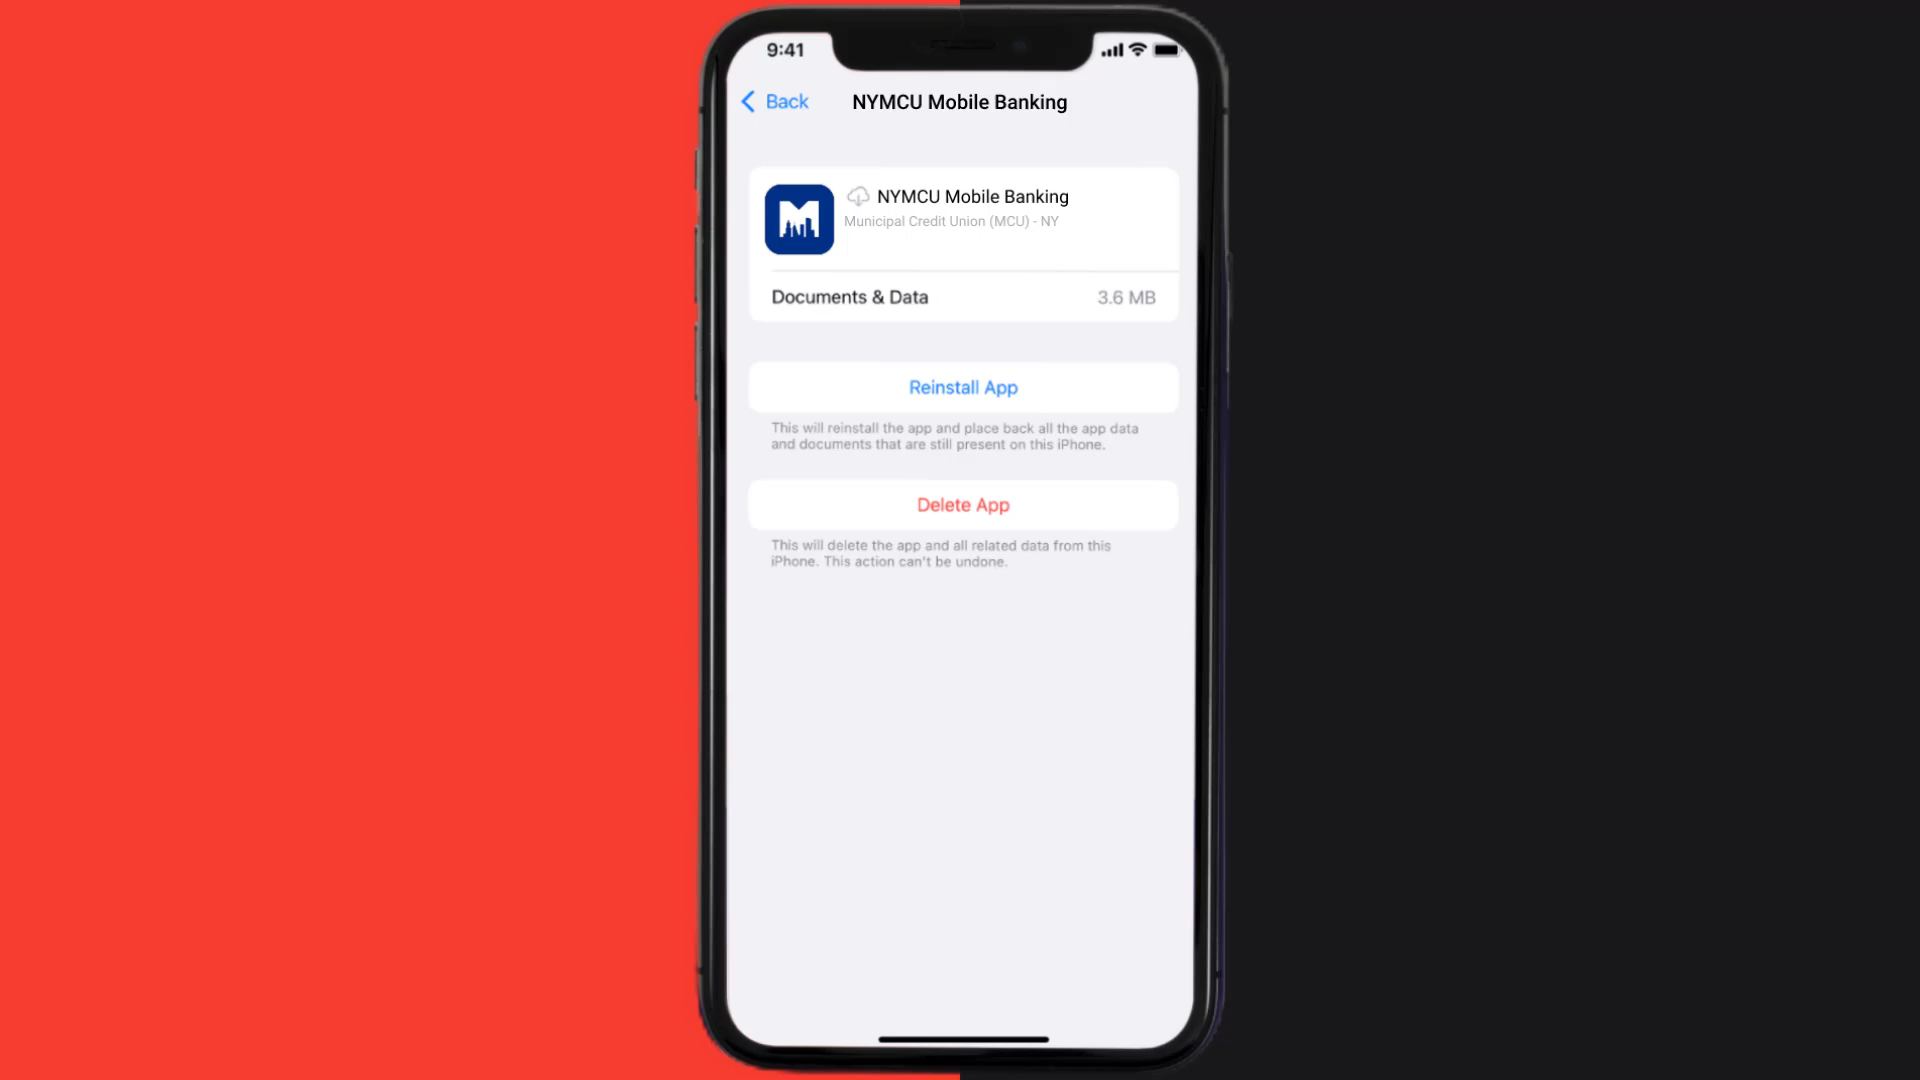 9:41
Back
NYMCU Mobile Banking
NYMCU Mobile Banking
Municipal Credit Union (MCU) - NY
Documents & Data
3.6 MB
Reinstall App
This will reinstall the app and place back all the app data
and documents that are still present on this iPhone.
Delete App
This will delete the app and all related data from this
iPhone. This action can't be undone.